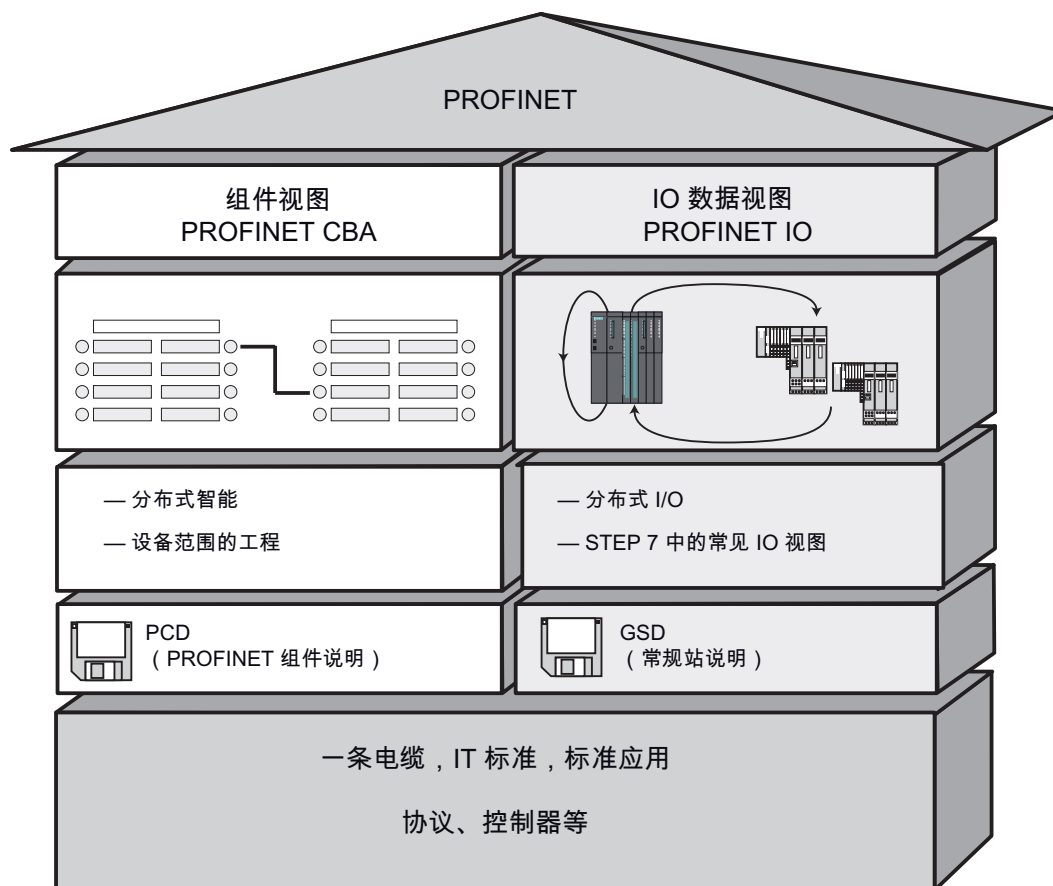 PROFINET
组件视图
PROFINET CBA
IO 数据视图
PROFINET IO
— 分布式智能
— 设备范围的工程
— 分布式 I/O
— STEP 7 中的常见 IO 视图
PCD
（PROFINET 组件说明）
GSD
（常规站说明）
一条电缆，IT 标准，标准应用
协议、控制器等